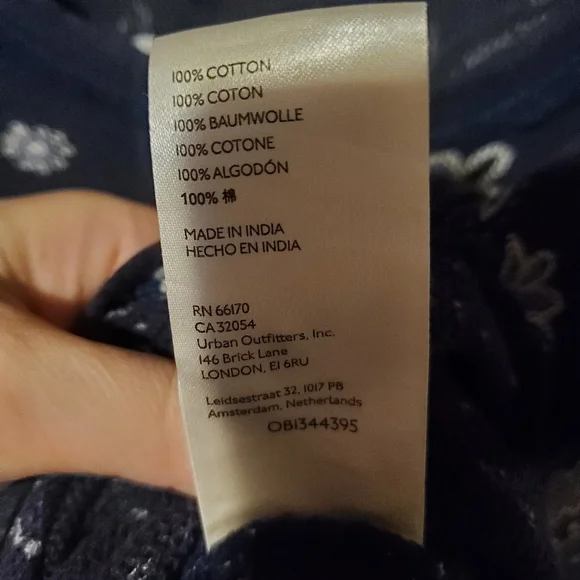 100% COTTON
100% COTON
100% BAUMWOLLE
100% COTONE
100% ALGODÓN
100% 棉
MADE IN INDIA
HECHO EN INDIA
RN 66170
CA 32054
Urban Outfitters, Inc.
146 Brick Lane
LONDON, E1 6RU
Leidsestraat 32, 1017 PB
Amsterdam, Netherlands
OB1344395